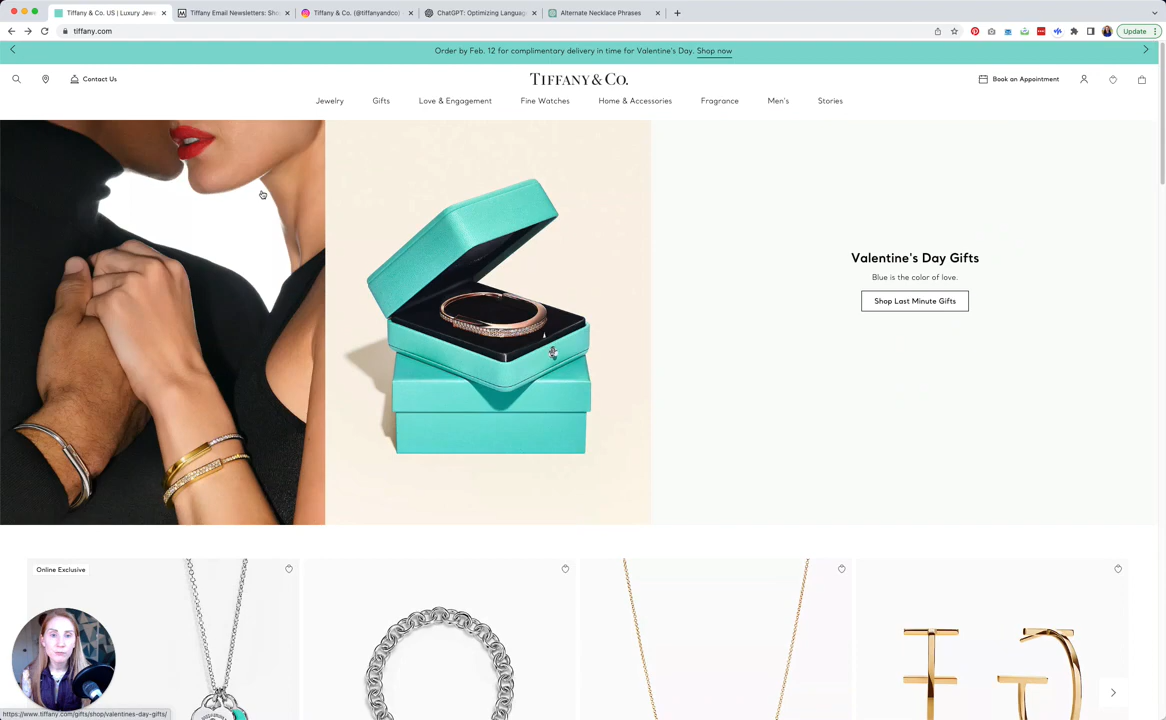 Tiffany & Co. US | Luxury Jewe
Tiffany Email Newsletters: Sho
Tiffany & Co. (@tiffanyandco)
ChatGPT: Optimizing Languag
Alternate Necklace Phrases
tiffany.com
Update
Order by Feb. 12 for complimentary delivery in time for Valentine's Day. Shop now
Contact Us
TIFFANY & CO.
Book an Appointment
Jewelry
Gifts
Love & Engagement
Fine Watches
Home & Accessories
Fragrance
Men's
Stories
Valentine's Day Gifts
Blue is the color of love.
Shop Last Minute Gifts
Online Exclusive
https://www.tiffany.com/gifts/shop/valentines-day-gifts/